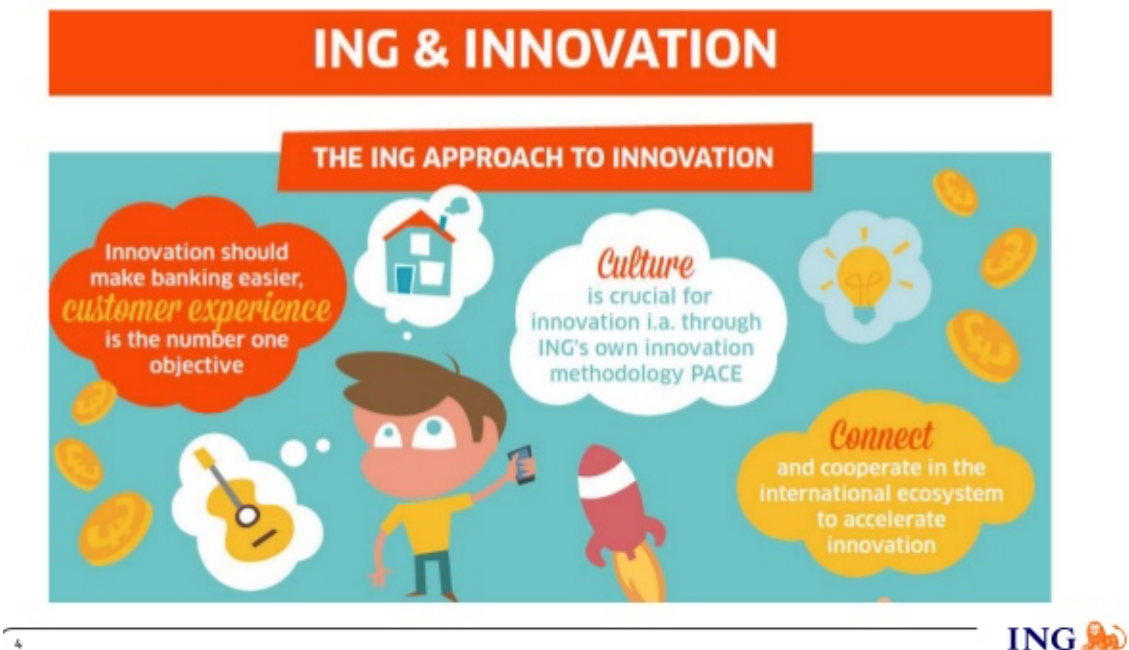 ING & INNOVATION
THE ING APPROACH TO INNOVATION
Innovation should
make banking easier,
customer experience
is the number one
objective
Culture
is crucial for
innovation i.a. through
ING's own innovation
methodology PACE
Connect
and cooperate in the
international ecosystem
to accelerate
innovation
4
ING